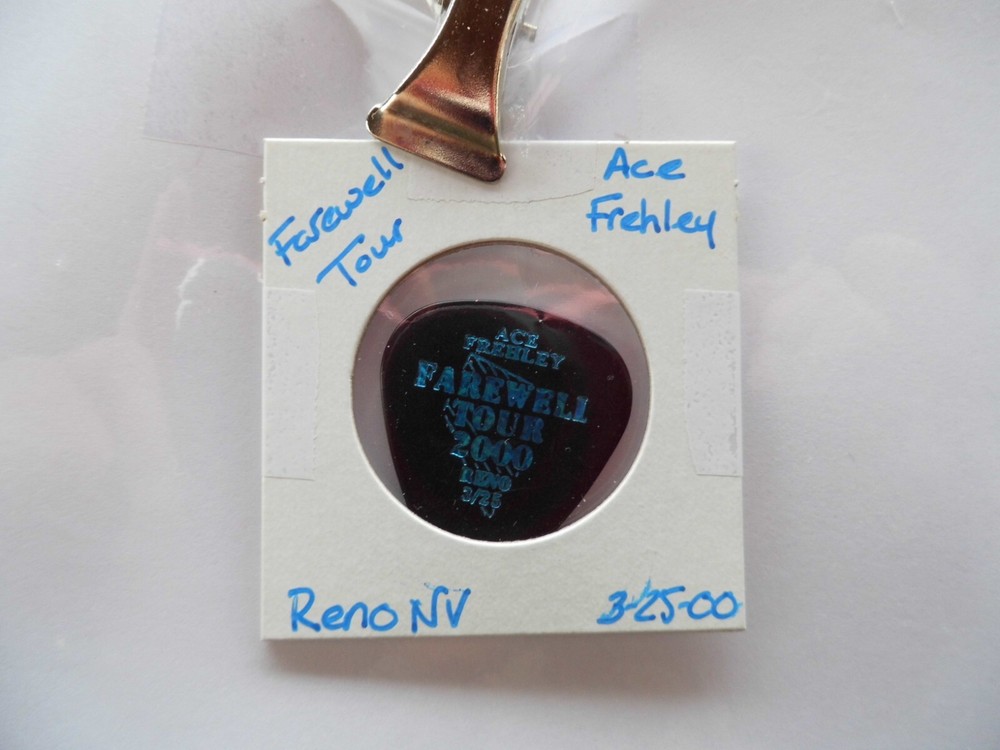 Farewell
Tour
Ace
Frehley
ACE
FREHLEY
FAREWELL
TOUR
2000
RENO
3/25
Reno NV
3-25-00